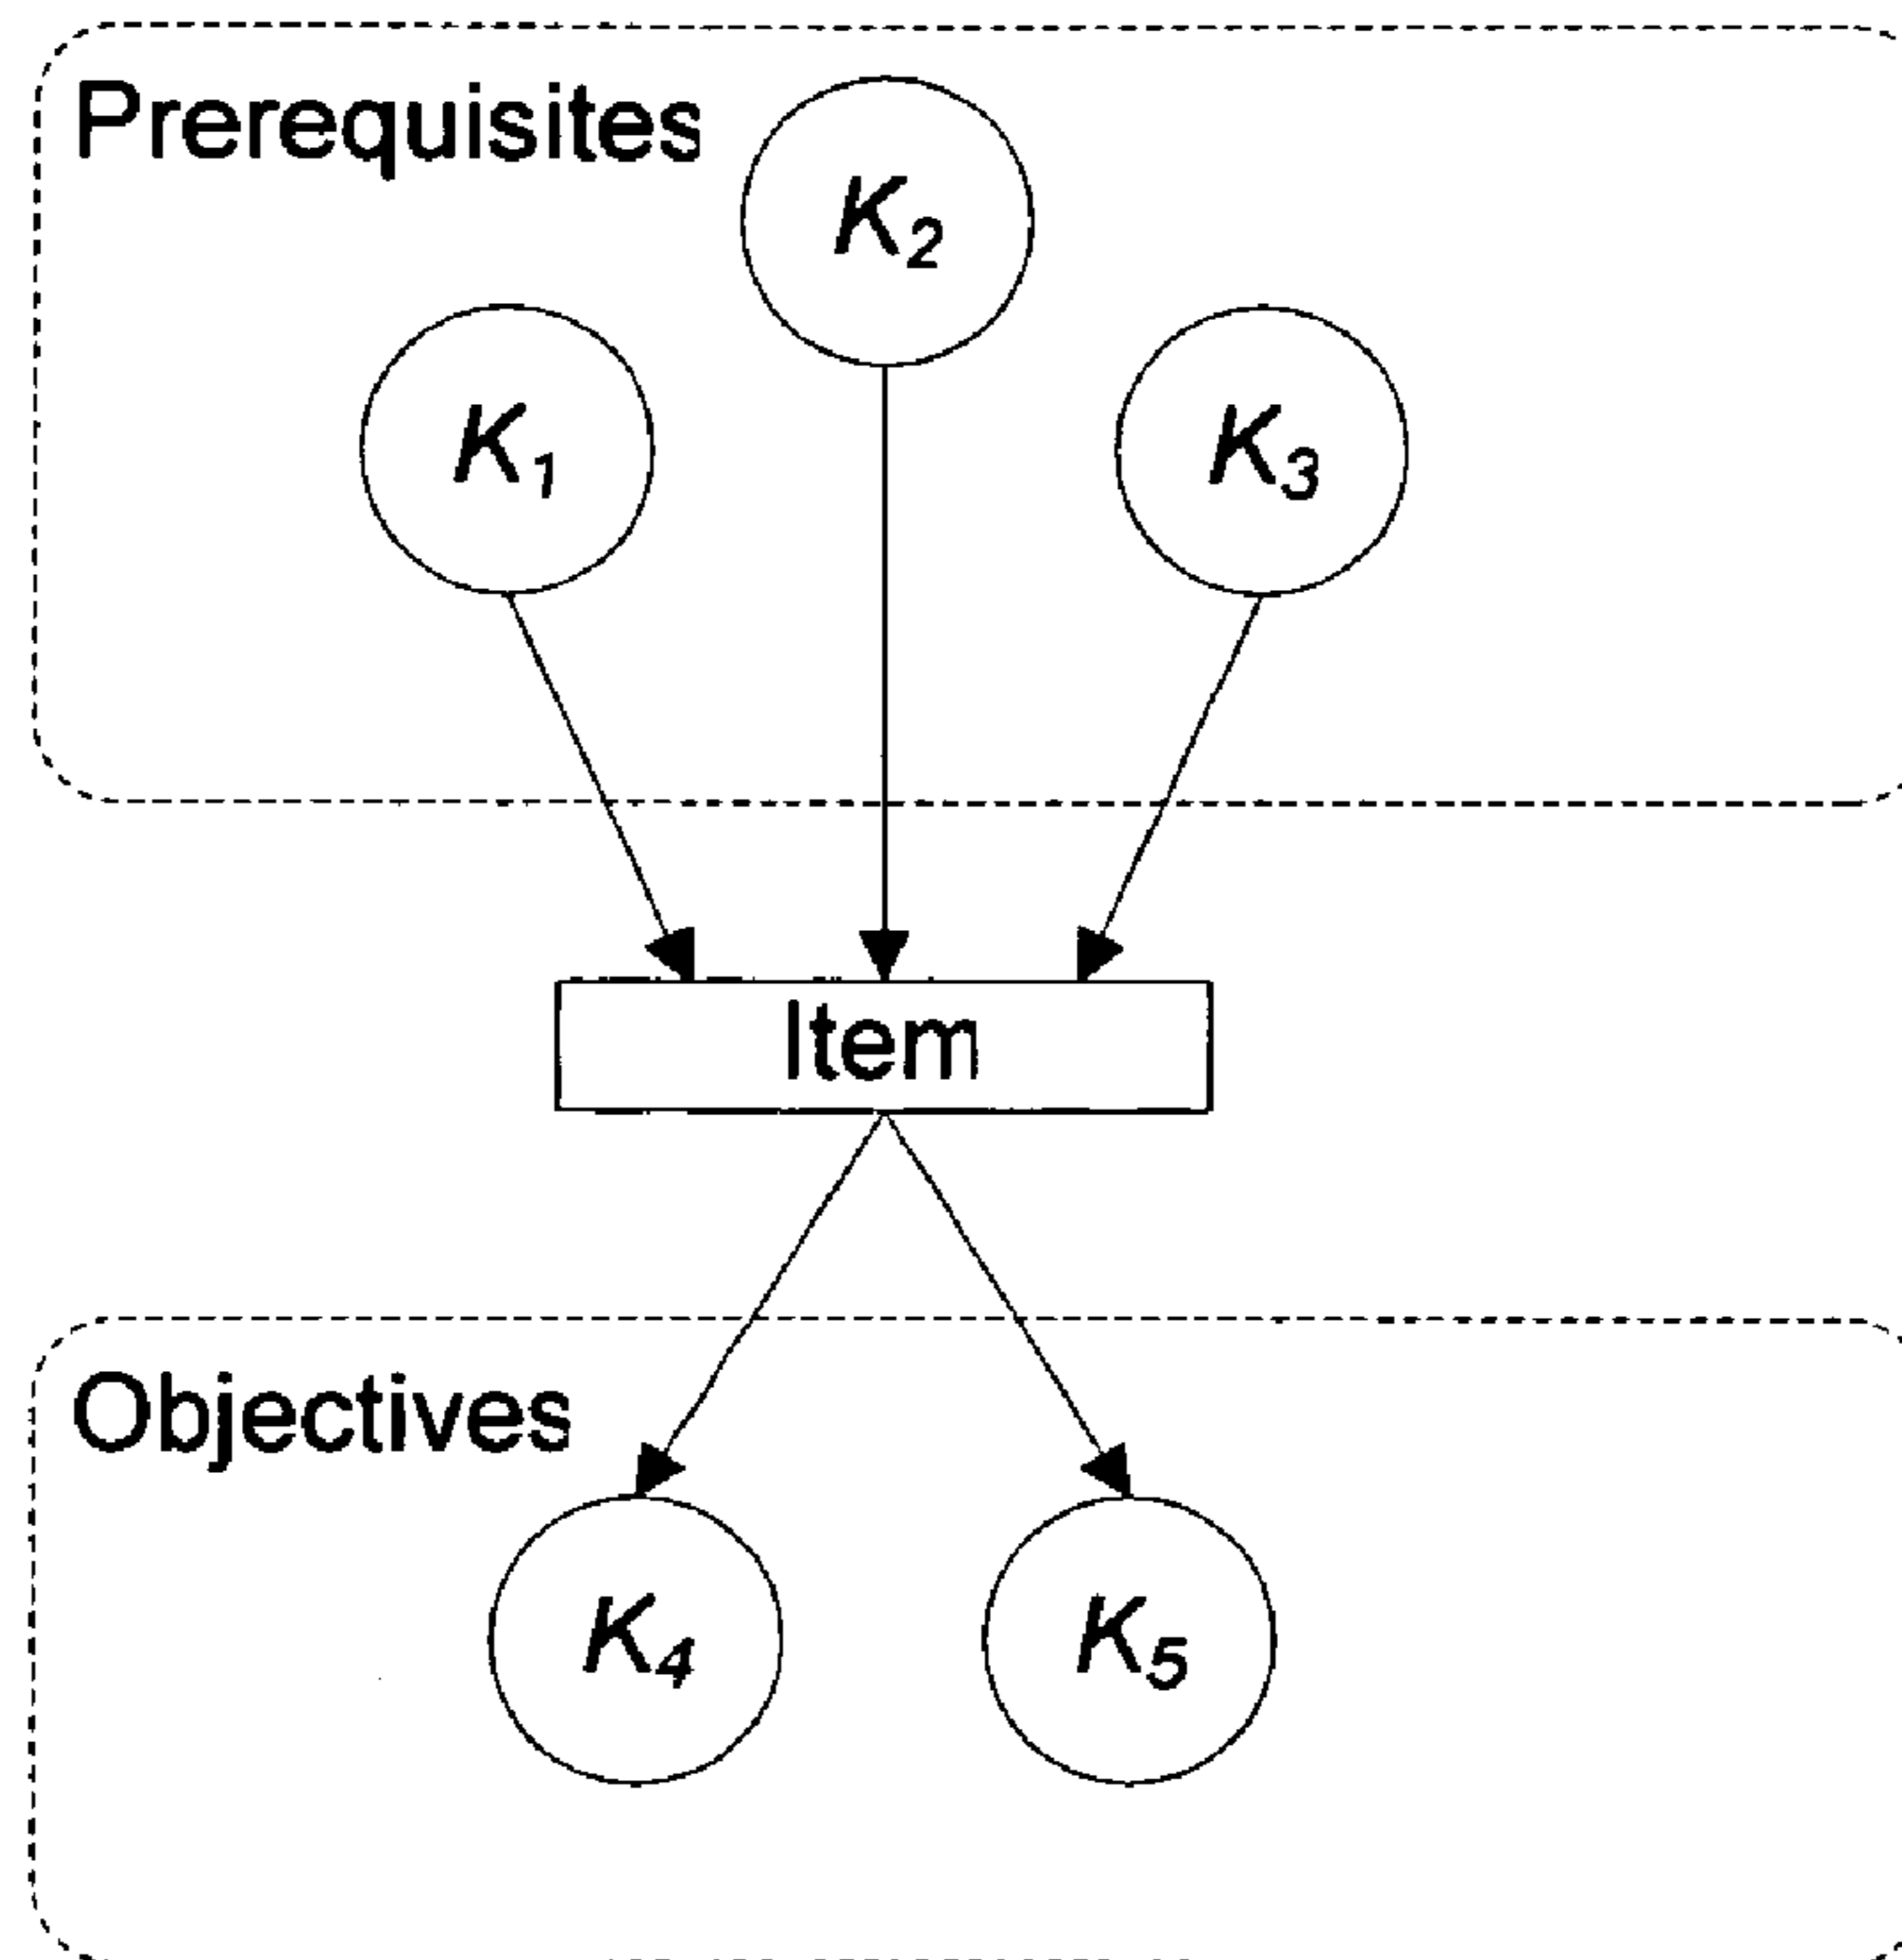 Prerequisites
K2
K1
K3
Item
Objectives
K4
K5